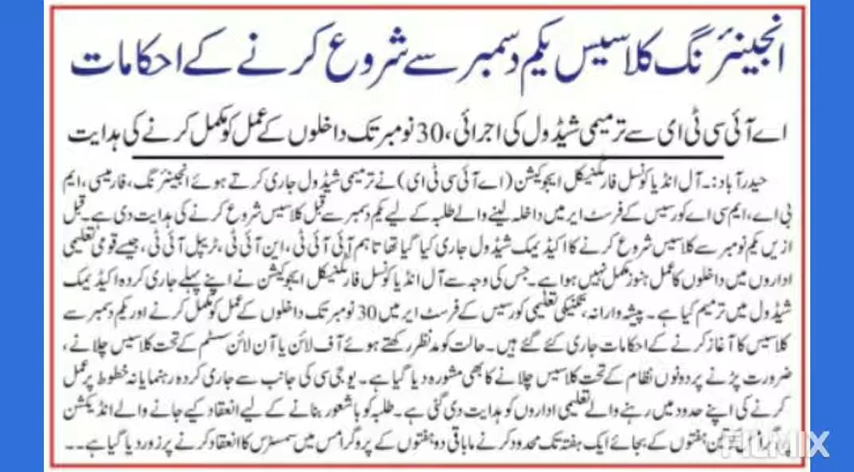 انجینئرنگ کلاسیس یکم دسمبر سے شروع کرنے کے احکامات
اے آئی سی ٹی ای سے ترمیمی شیڈول کی اجرائی، 30 نومبر تک داخلوں کے عمل کو مکمل کرنے کی ہدایت
حیدرآباد:۔ آل انڈیا کونسل فار ٹکنیکل ایجوکیشن (اے آئی سی ٹی ای) نے ترمیمی شیڈول جاری کرتے ہوئے انجینئرنگ، فارمیسی، ایم
بی اے، ایم سی اے کورسیس کے فرسٹ ایر میں داخلہ لینے والے طلبہ کے لیے یکم دسمبر سے قبل کلاسیس شروع کرنے کی ہدایت دی ہے۔ قبل
ازیں یکم نومبر سے کلاسیس شروع کرنے کا اکیڈیمک شیڈول جاری کیا گیا تھا تاہم آئی آئی ٹی، این آئی ٹی، ٹریپل آئی ٹی، جیسے قومی تعلیمی
اداروں میں داخلوں کا عمل ہنوز مکمل نہیں ہوا ہے۔ جس کی وجہ سے آل انڈیا کونسل فار ٹکنیکل ایجوکیشن نے اپنے پہلے جاری کردہ اکیڈیمک
شیڈول میں ترمیم کیا ہے۔ پیشہ وارانہ، تکنیکی تعلیمی کورسیس کے فرسٹ ایر میں 30 نومبر تک داخلوں کے عمل کو مکمل کرنے اور یکم دسمبر سے
کلاسیس کا آغاز کرنے کے احکامات جاری کئے گئے ہیں۔ حالت کو مدنظر رکھتے ہوئے آف لائن یا آن لائن سسٹم کے تحت کلاسیس چلانے،
ضرورت پڑنے پر دونوں نظام کے تحت کلاسیس چلانے کا بھی مشورہ دیا گیا ہے۔ یو جی سی کی جانب سے جاری کردہ رہنمایانہ خطوط پر عمل
کرنے کی اپنے حدود میں رہنے والے تعلیمی اداروں کو ہدایت دی گئی ہے۔ طلبہ کو باشعور بنانے کے لیے انعقاد کیے جانے والے انڈیکشن
پروگرامس تین ہفتوں کے بجائے ایک ہفتہ تک محدود کرنے مابقی دو ہفتوں کے پروگرامس میں سمسٹرس کا انعقاد کرنے پر زور دیا گیا ہے۔۔
FILMIX